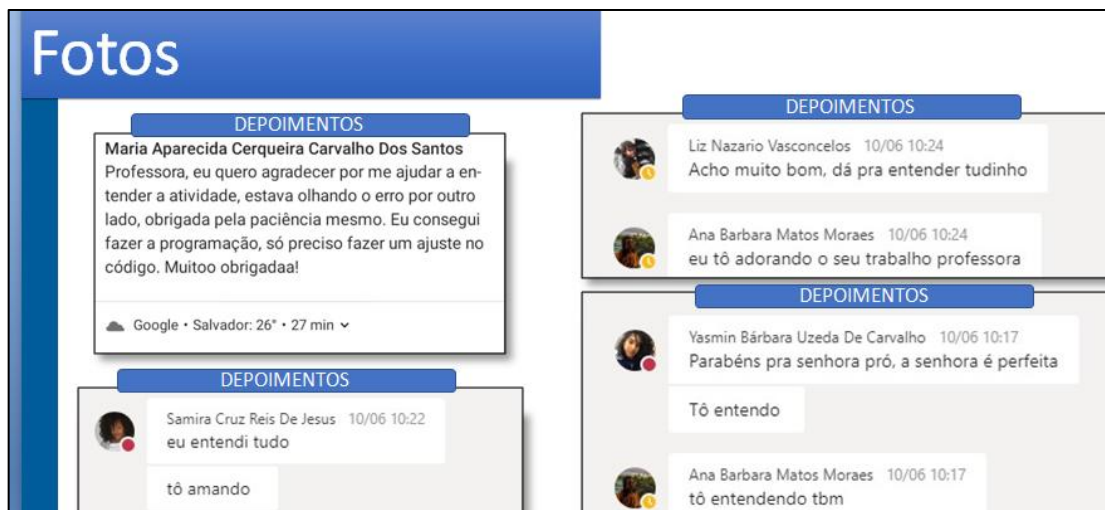 Fotos
DEPOIMENTOS
Maria Aparecida Cerqueira Carvalho Dos Santos
Professora, eu quero agradecer por me ajudar a en-
tender a atividade, estava olhando o erro por outro
lado, obrigada pela paciência mesmo. Eu consegui
fazer a programação, só preciso fazer um ajuste no
código. Muitoo obrigadaa!
Google • Salvador: 26° • 27 min
DEPOIMENTOS
Samira Cruz Reis De Jesus 10/06 10:22
eu entendi tudo
tô amando
DEPOIMENTOS
Liz Nazario Vasconcelos 10/06 10:24
Acho muito bom, dá pra entender tudinho
Ana Barbara Matos Moraes 10/06 10:24
eu tô adorando o seu trabalho professora
DEPOIMENTOS
Yasmin Bárbara Uzeda De Carvalho 10/06 10:17
Parabéns pra senhora pró, a senhora é perfeita
Tô entendo
Ana Barbara Matos Moraes 10/06 10:17
tô entendendo tbm